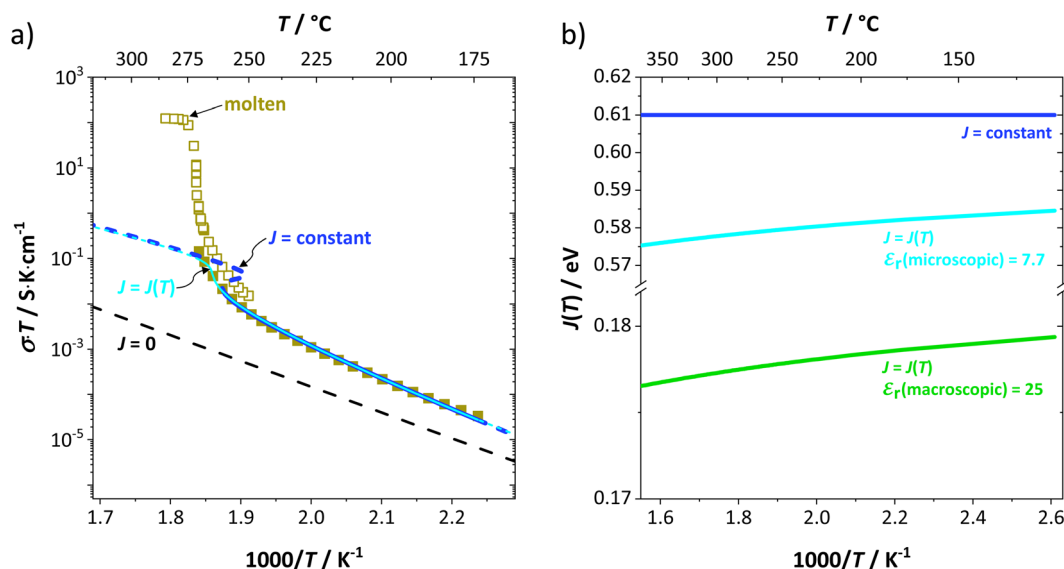 a)
T / °C
300 275 250 225 200 175
10³
10¹
10⁻¹
10⁻³
10⁻⁵
σT / S·K·cm⁻¹
molten
J = constant
J = J(T)
J = 0
1.7 1.8 1.9 2.0 2.1 2.2
1000/T / K⁻¹
b)
T / °C
350 300 250 200 150
0.62
0.61
0.60
0.59
0.58
0.57
0.18
0.17
J(T) / eV
J = constant
J = J(T)
εr(microscopic) = 7.7
J = J(T)
εr(macroscopic) = 25
1.6 1.8 2.0 2.2 2.4 2.6
1000/T / K⁻¹